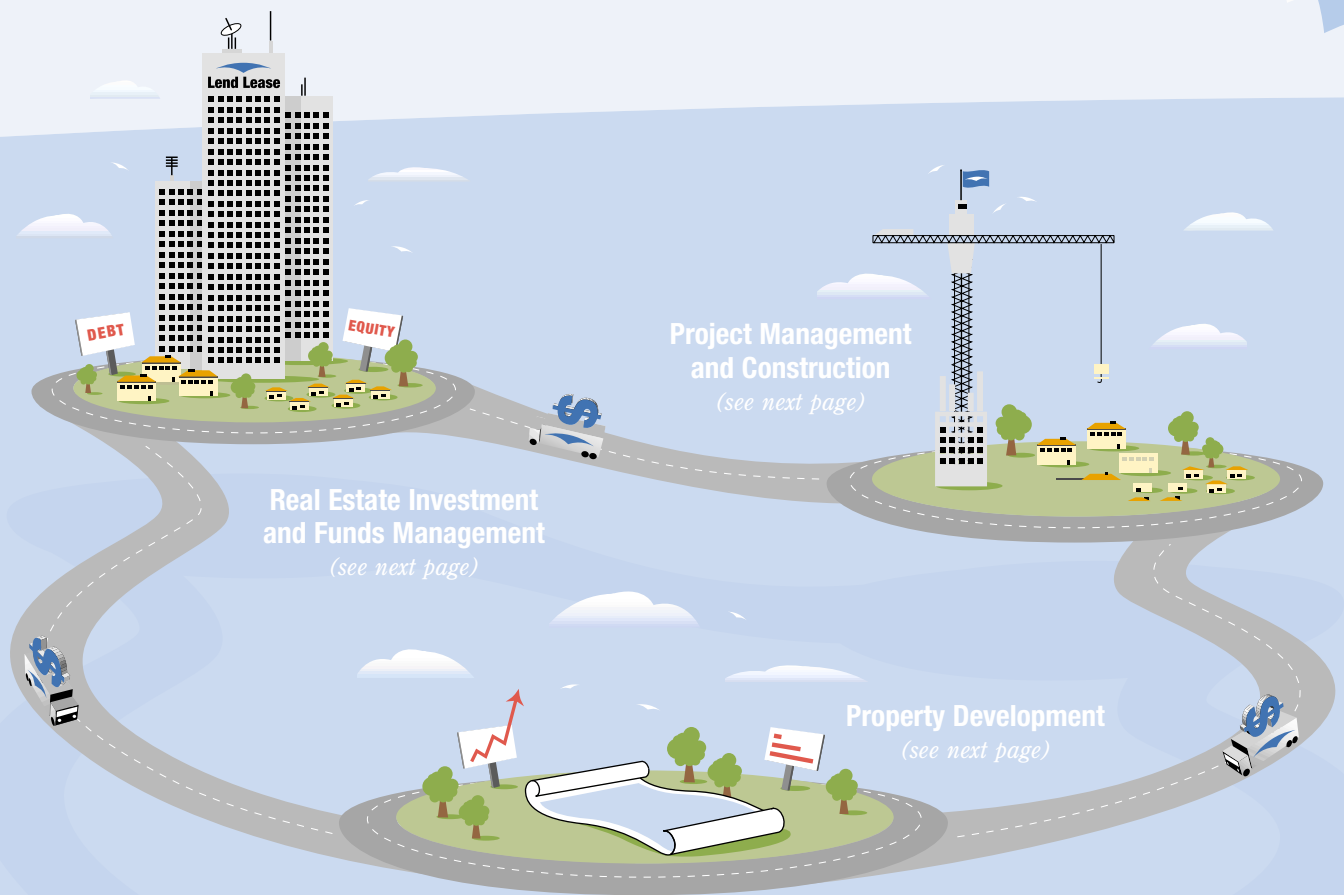 Lend Lease
DEBT
EQUITY
Project Management
and Construction
(see next page)
Real Estate Investment
and Funds Management
(see next page)
Property Development
(see next page)
$
$
$